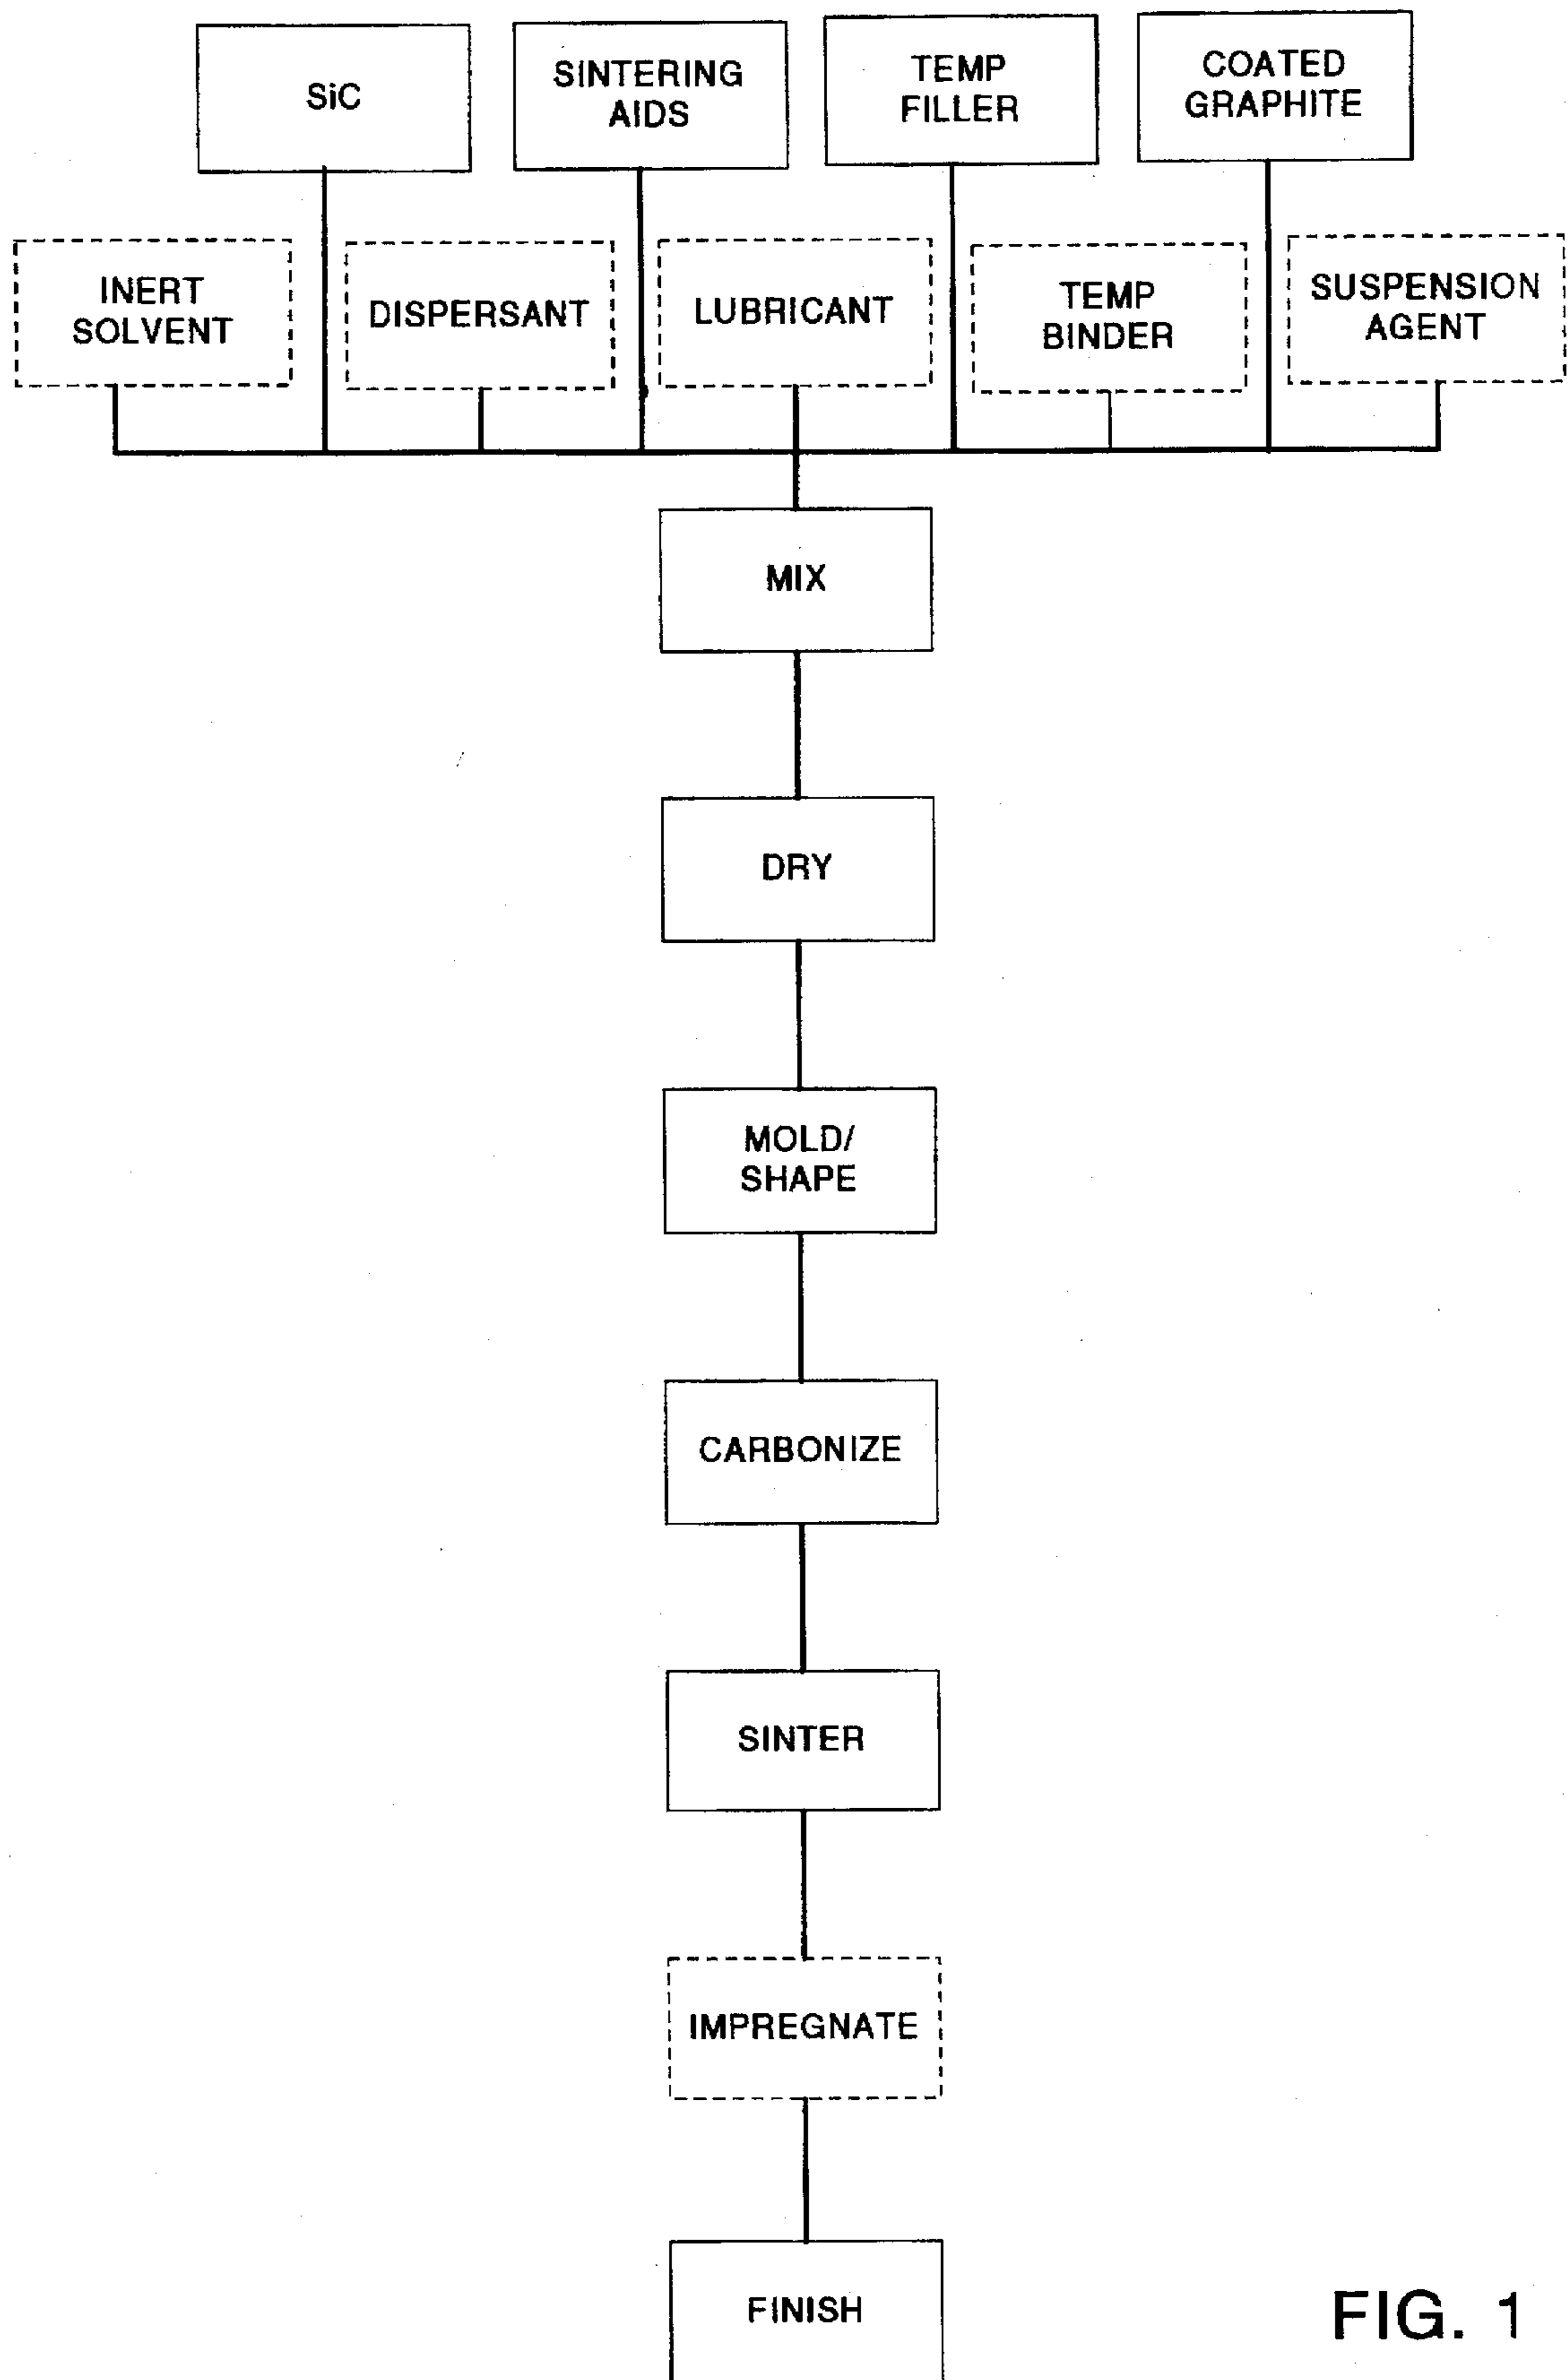 SiC
SINTERING
AIDS
TEMP
FILLER
COATED
GRAPHITE
INERT
SOLVENT
DISPERSANT
LUBRICANT
TEMP
BINDER
SUSPENSION
AGENT
MIX
DRY
MOLD/
SHAPE
CARBONIZE
SINTER
IMPREGNATE
FINISH
FIG. 1